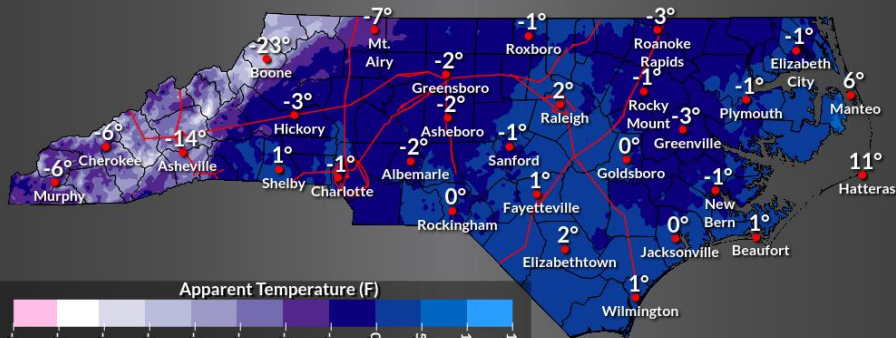 -7°
Mt.
Airy
-1°
Roxboro
-3°
Roanoke
Rapids
-1°
Elizabeth
City
-23°
Boone
-2°
Greensboro
-3°
Hickory
-2°
Asheboro
2°
Raleigh
-1°
Rocky
Mount
-1°
Plymouth
6°
Manteo
-3°
Greenville
-6°
Cherokee
-14°
Asheville
-6°
Murphy
1°
Shelby
-1°
Charlotte
-2°
Albemarle
-1°
Sanford
0°
Goldsboro
11°
Hatteras
0°
Rockingham
1°
Fayetteville
-1°
New
Bern
2°
Elizabethtown
0°
Jacksonville
1°
Beaufort
1°
Wilmington
Apparent Temperature (F)